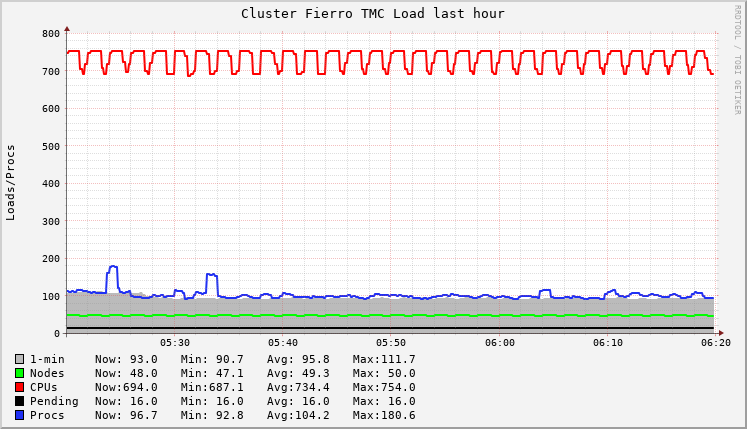 Cluster Fierro TMC Load last hour
RRDTOOL / TOBI OETIKER
Loads/Procs
800
700
600
500
400
300
200
100
0
05:30 05:40 05:50 06:00 06:10 06:20
1-min Now: 93.0 Min: 90.7 Avg: 95.8 Max:111.7
Nodes Now: 48.0 Min: 47.1 Avg: 49.3 Max: 50.0
CPUs Now:694.0 Min:687.1 Avg:734.4 Max:754.0
Pending Now: 16.0 Min: 16.0 Avg: 16.0 Max: 16.0
Procs Now: 96.7 Min: 92.8 Avg:104.2 Max:180.6